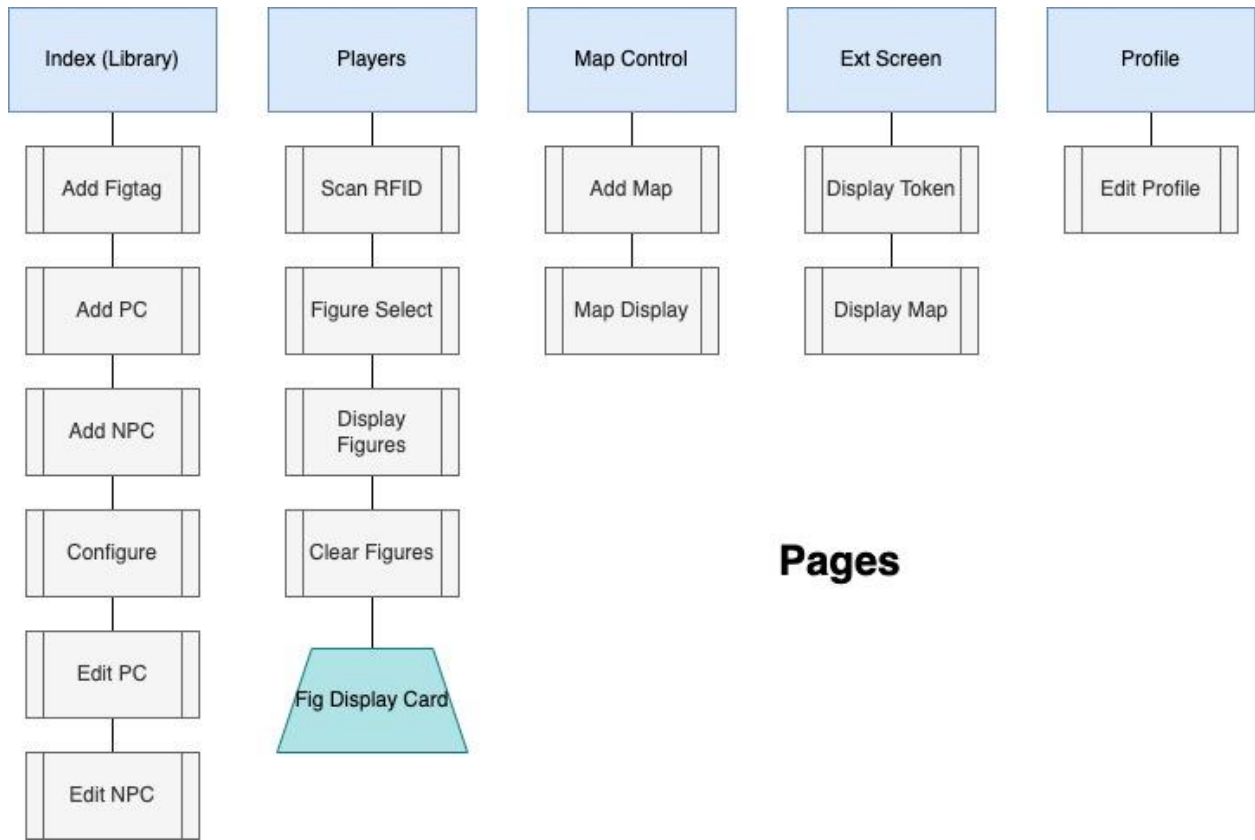 Index (Library)
Add Figtag
Add PC
Add NPC
Configure
Edit PC
Edit NPC
Players
Scan RFID
Figure Select
Display
Figures
Clear Figures
Fig Display Card
Map Control
Add Map
Map Display
Ext Screen
Display Token
Display Map
Profile
Edit Profile
Pages